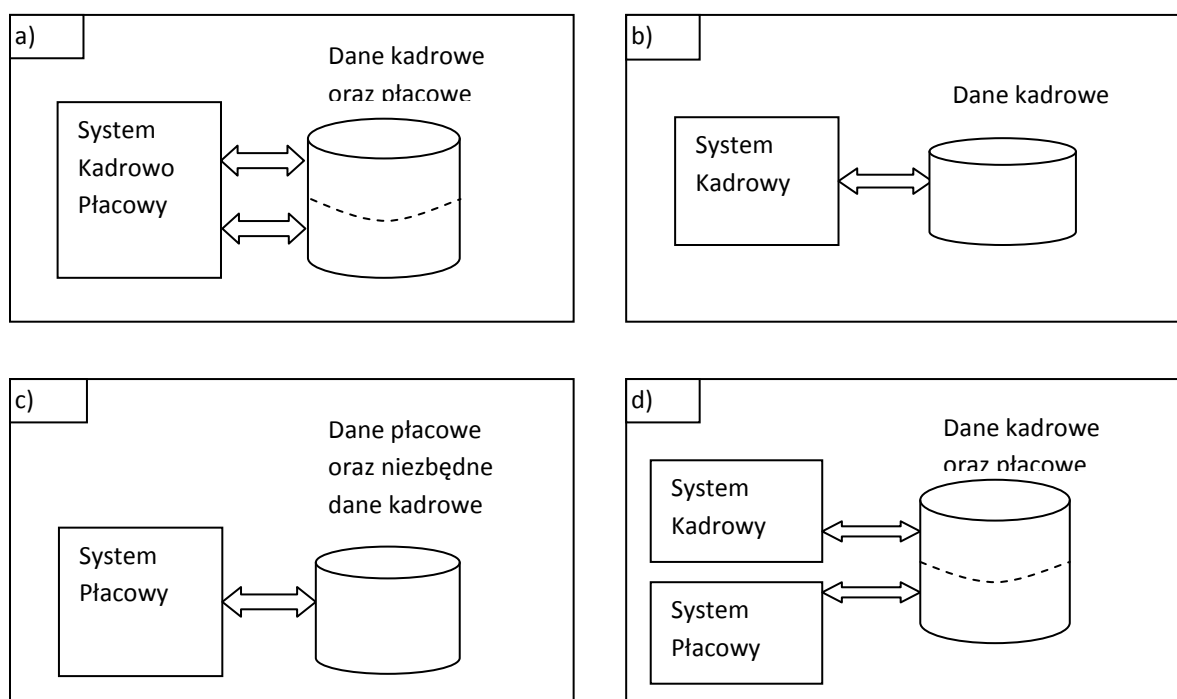 a)
Dane kadrowe
oraz płacowe
System
Kadrowo
Płacowy
b)
Dane kadrowe
System
Kadrowy
c)
Dane płacowe
oraz niezbędne
dane kadrowe
System
Płacowy
d)
Dane kadrowe
oraz płacowe
System
Kadrowy
System
Płacowy